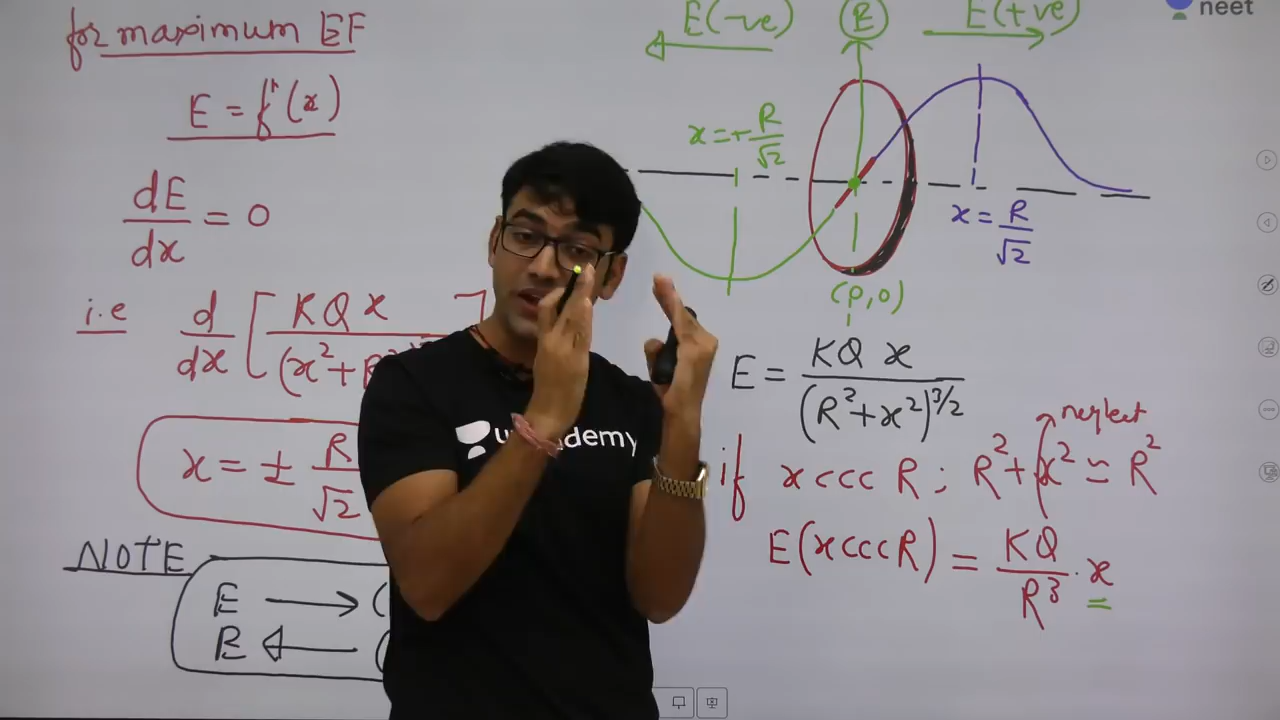 for maximum EF
E = f^n(x)
dE/dx = 0
i.e d/dx [ KQx / (x²+R
x = ± R/√2
NOTE
E → (
E ← (
E(-ve)
E
E(+ve)
neet
x = - R/√2
x = R/√2
(0,0)
E = KQx / (R²+x²)^3/2
neglect
if x<<< R ; R²+x² ≃ R²
E(x<<<R) = KQ/R³ . x
unacademy